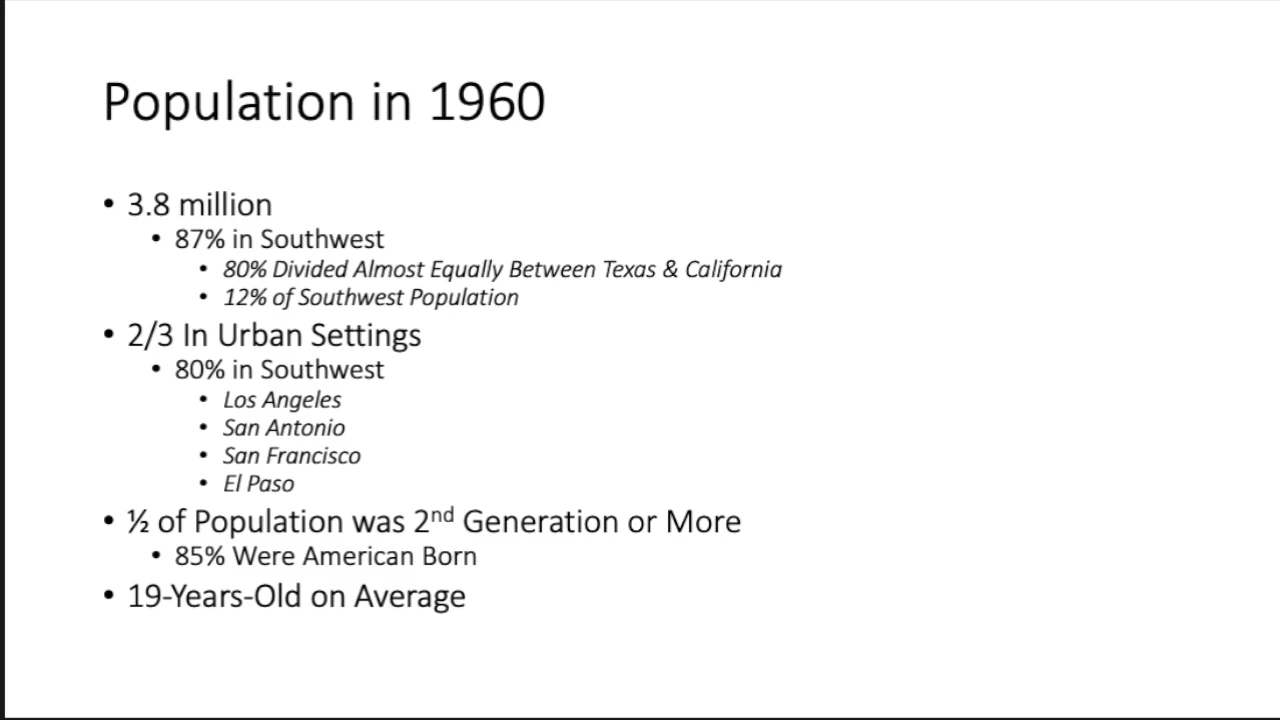 Population in 1960
• 3.8 million
• 87% in Southwest
• 80% Divided Almost Equally Between Texas & California
• 12% of Southwest Population
• 2/3 In Urban Settings
• 80% in Southwest
• Los Angeles
• San Antonio
• San Francisco
• El Paso
• ½ of Population was 2nd Generation or More
• 85% Were American Born
• 19-Years-Old on Average